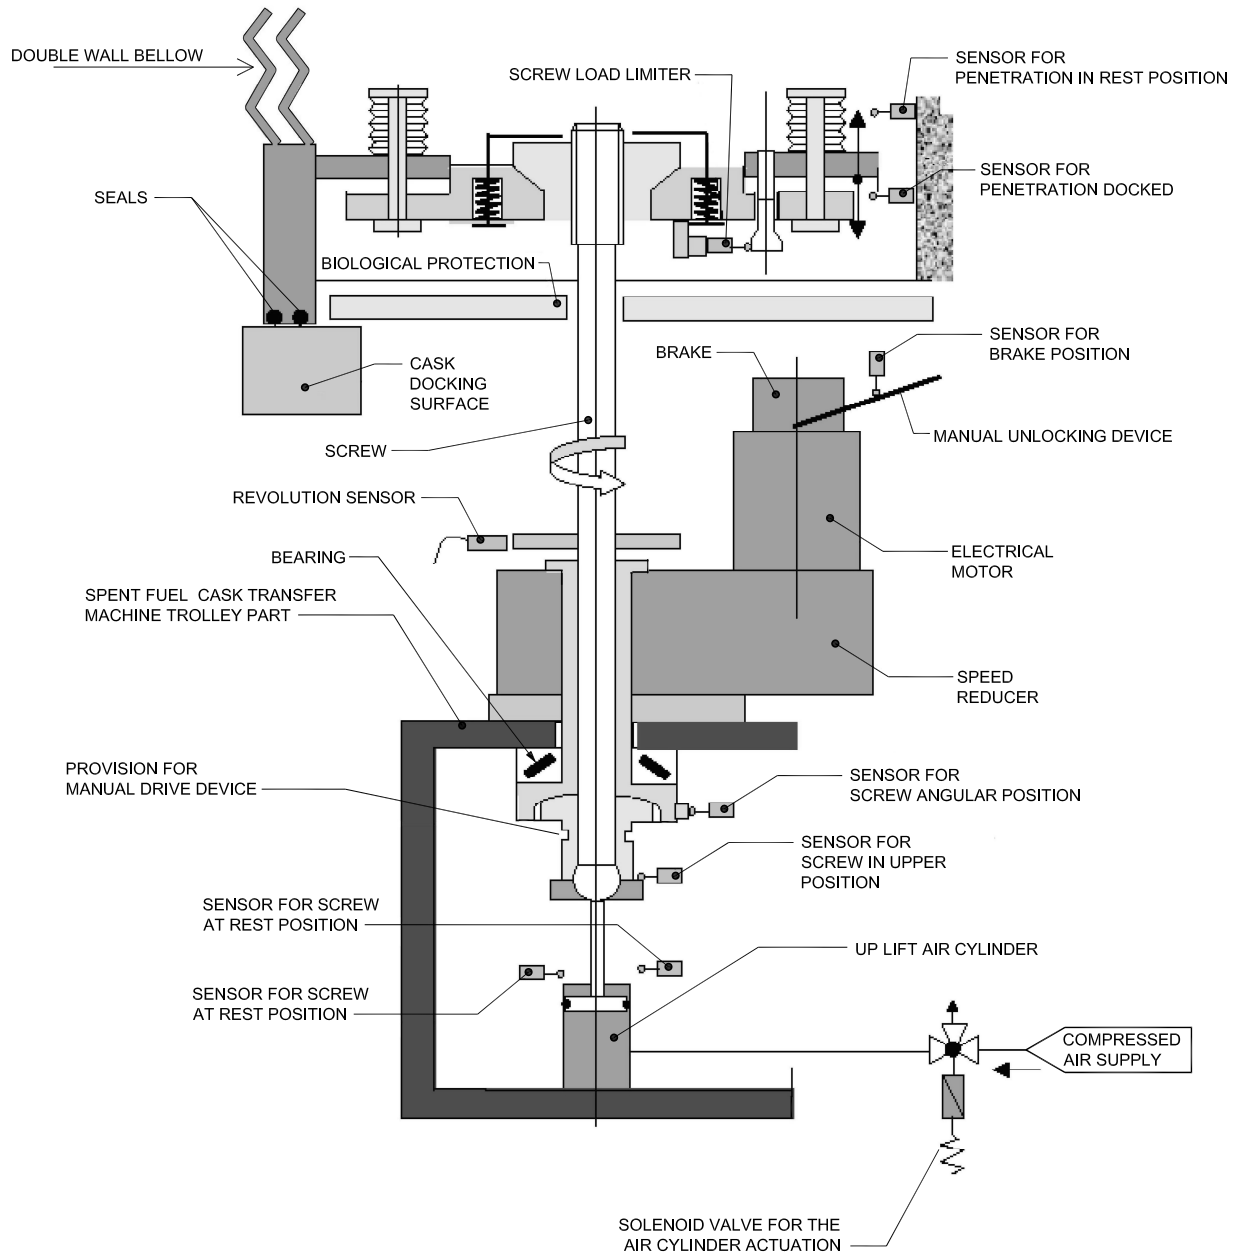 DOUBLE WALL BELLOW
SCREW LOAD LIMITER
SENSOR FOR
PENETRATION IN REST POSITION
SENSOR FOR
PENETRATION DOCKED
SEALS
BIOLOGICAL PROTECTION
SENSOR FOR
BRAKE POSITION
BRAKE
CASK
DOCKING
SURFACE
MANUAL UNLOCKING DEVICE
SCREW
REVOLUTION SENSOR
BEARING
ELECTRICAL
MOTOR
SPENT FUEL CASK TRANSFER
MACHINE TROLLEY PART
SPEED
REDUCER
PROVISION FOR
MANUAL DRIVE DEVICE
SENSOR FOR
SCREW ANGULAR POSITION
SENSOR FOR
SCREW IN UPPER
POSITION
SENSOR FOR SCREW
AT REST POSITION
UP LIFT AIR CYLINDER
SENSOR FOR SCREW
AT REST POSITION
COMPRESSED
AIR SUPPLY
SOLENOID VALVE FOR THE
AIR CYLINDER ACTUATION